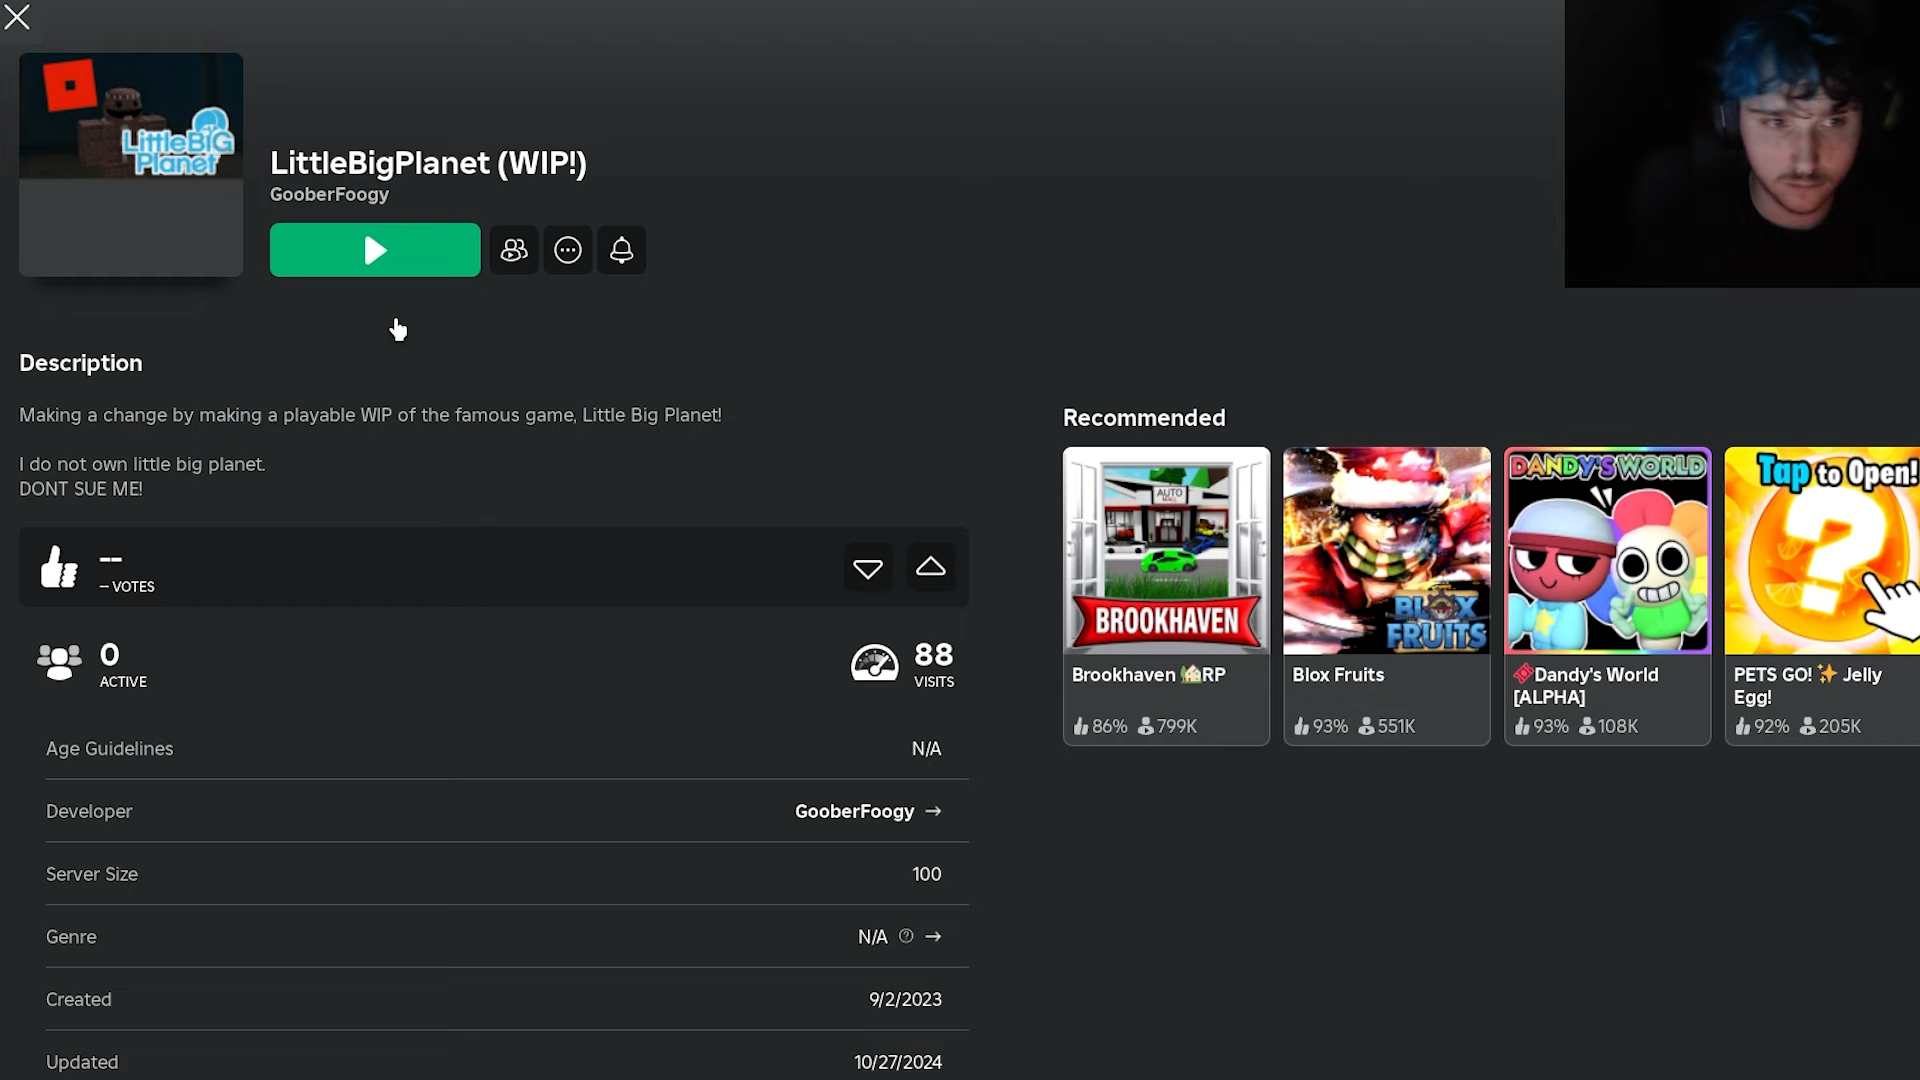 LittleBIG
Planet
LittleBigPlanet (WIP!)
GooberFoogy
Description
Making a change by making a playable WIP of the famous game, Little Big Planet!
I do not own little big planet.
DONT SUE ME!
--
-- VOTES
0
ACTIVE
88
VISITS
Age Guidelines N/A
Developer GooberFoogy →
Server Size 100
Genre N/A →
Created 9/2/2023
Updated 10/27/2024
Recommended
AUTO
BROOKHAVEN
Brookhaven 🏡RP
86% 799K
BLOX
FRUITS
Blox Fruits
93% 551K
DANDY'S WORLD
Dandy's World
[ALPHA]
93% 108K
Tap to Open!
?
PETS GO! ✨ Jelly
Egg!
92% 205K